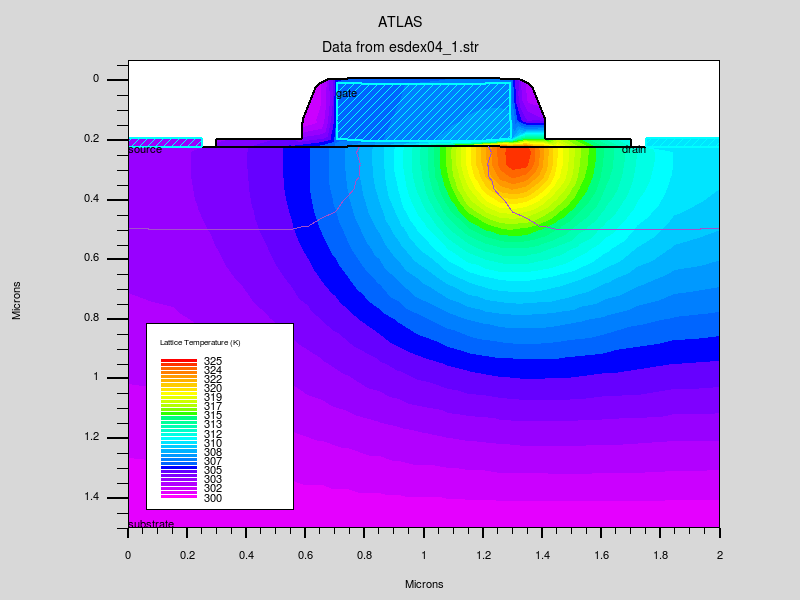 ATLAS
Data from esdex04_1.str
0
gate
0.2
source
drain
0.4
0.6
Microns
0.8
Lattice Temperature (K)
325
324
322
320
319
317
315
313
312
310
308
307
305
303
302
300
1
1.2
1.4
substrate
0 0.2 0.4 0.6 0.8 1 1.2 1.4 1.6 1.8 2
Microns